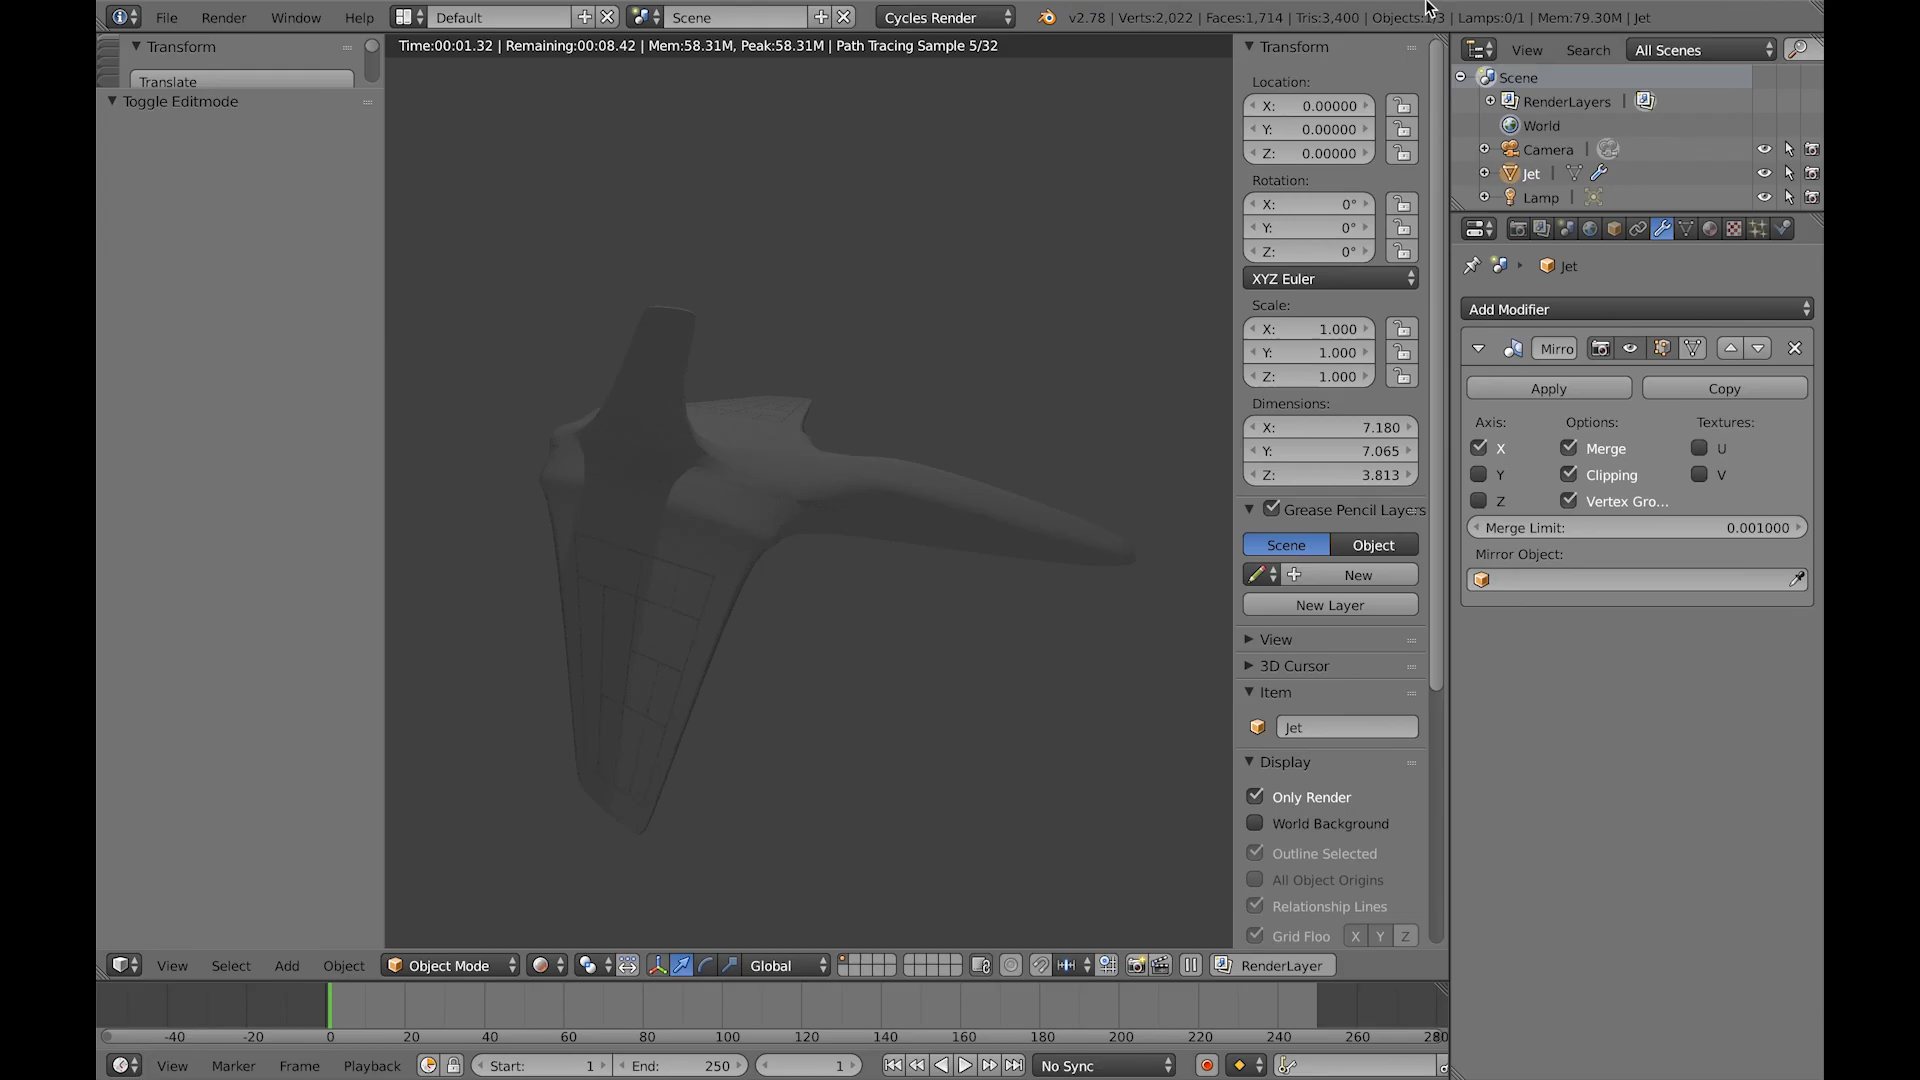 File Render Window Help Default Scene Cycles Render v2.78 | Verts:2,022 | Faces:1,714 | Tris:3,400 | Objects:1/3 | Lamps:0/1 | Mem:79.30M | Jet
Transform
Translate
Toggle Editmode
Time:00:01.32 | Remaining:00:08.42 | Mem:58.31M, Peak:58.31M | Path Tracing Sample 5/32
Transform
Location:
X: 0.00000
Y: 0.00000
Z: 0.00000
Rotation:
X: 0°
Y: 0°
Z: 0°
XYZ Euler
Scale:
X: 1.000
Y: 1.000
Z: 1.000
Dimensions:
X: 7.180
Y: 7.065
Z: 3.813
Grease Pencil Layers
Scene Object
New
New Layer
View
3D Cursor
Item
Jet
Display
Only Render
World Background
Outline Selected
All Object Origins
Relationship Lines
Grid Floo X Y Z
View Search All Scenes
Scene
RenderLayers |
World
Camera |
Jet |
Lamp |
Jet
Add Modifier
Mirro
Apply Copy
Axis: Options: Textures:
X Merge U
Y Clipping V
Z Vertex Gro...
Merge Limit: 0.001000
Mirror Object:
View Select Add Object Object Mode Global RenderLayer
-40 -20 0 20 40 60 80 100 120 140 160 180 200 220 240 260 280
View Marker Frame Playback Start: 1 End: 250 1 No Sync